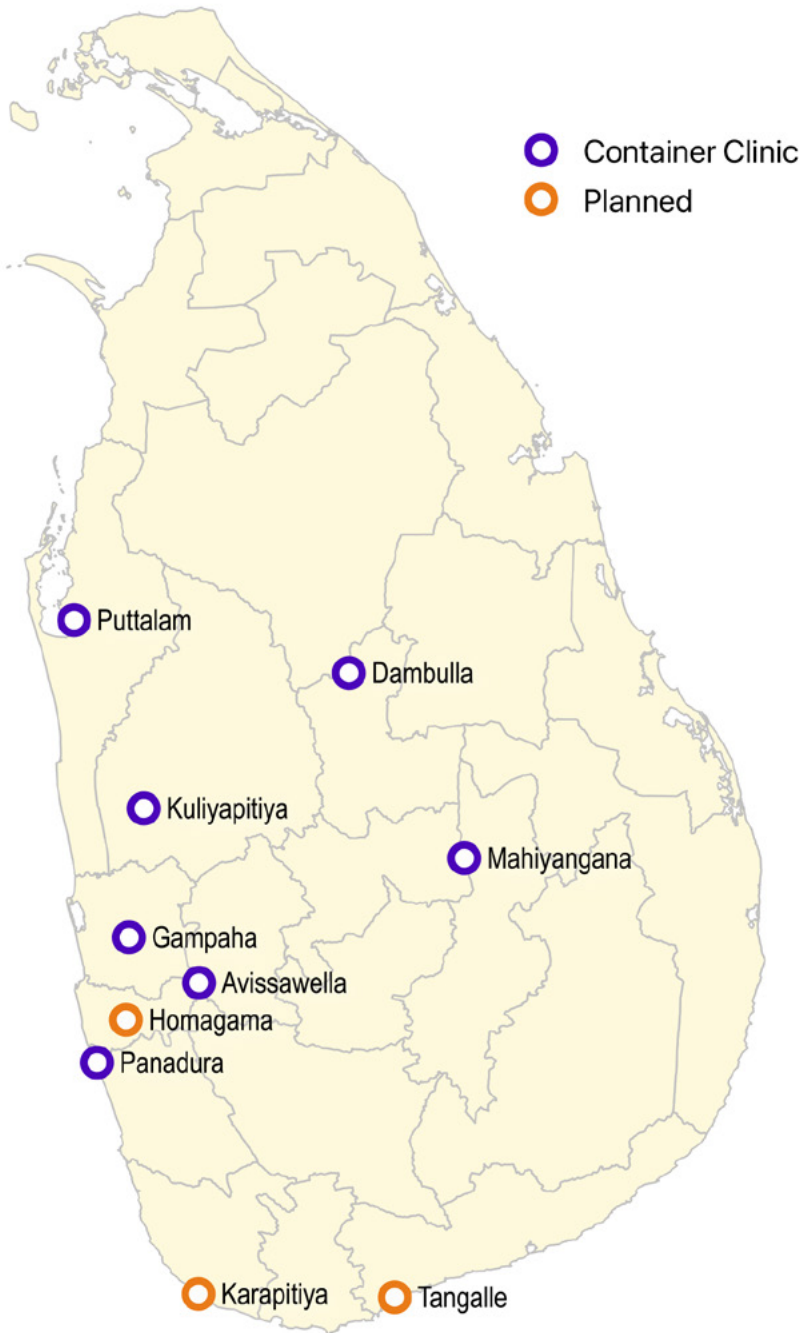 Container Clinic
Planned
Puttalam
Dambulla
Kuliyapitiya
Mahiyangana
Gampaha
Avissawella
Homagama
Panadura
Karapitiya
Tangalle